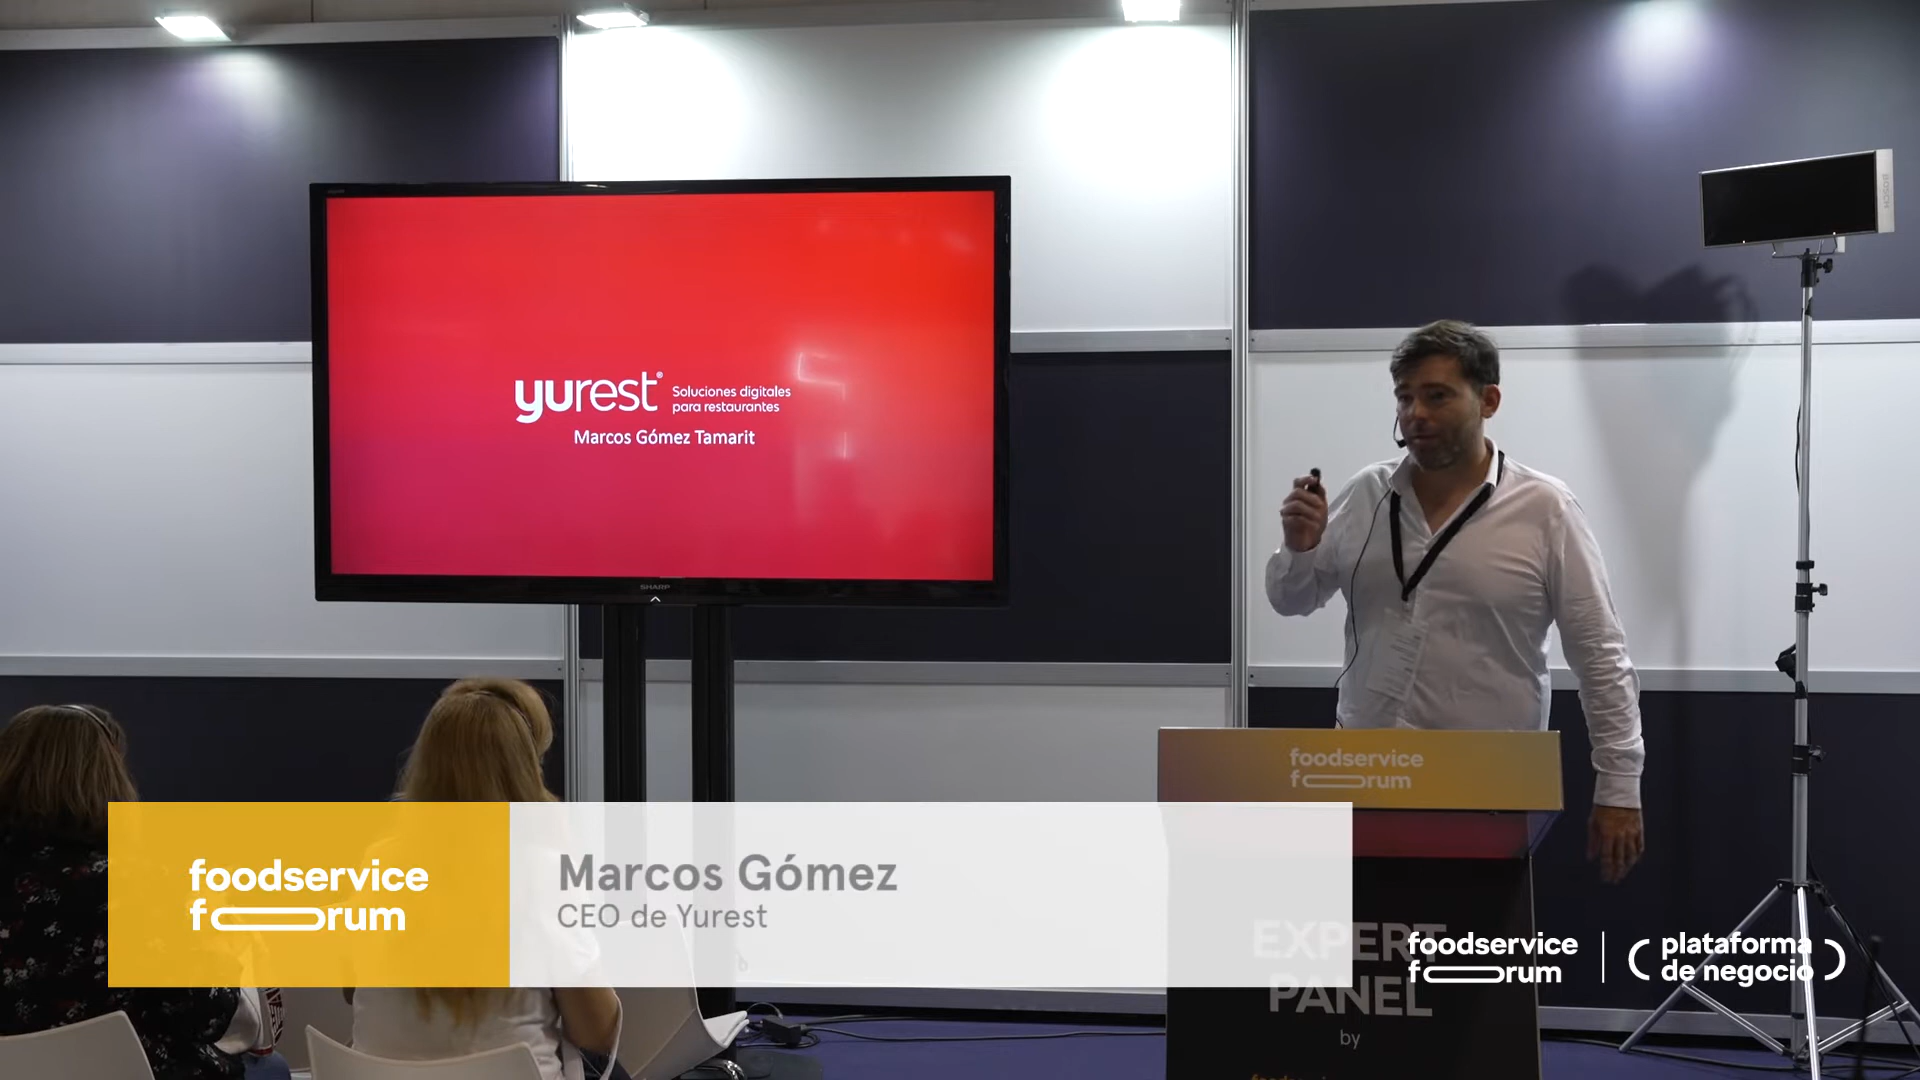 yurest®
Soluciones digitales
para restaurantes
Marcos Gómez Tamarit
SHARP
BOSCH
foodservice
forum
EXPERT
PANEL
by
foodservice
forum
Marcos Gómez
CEO de Yurest
foodservice
forum
plataforma
de negocio